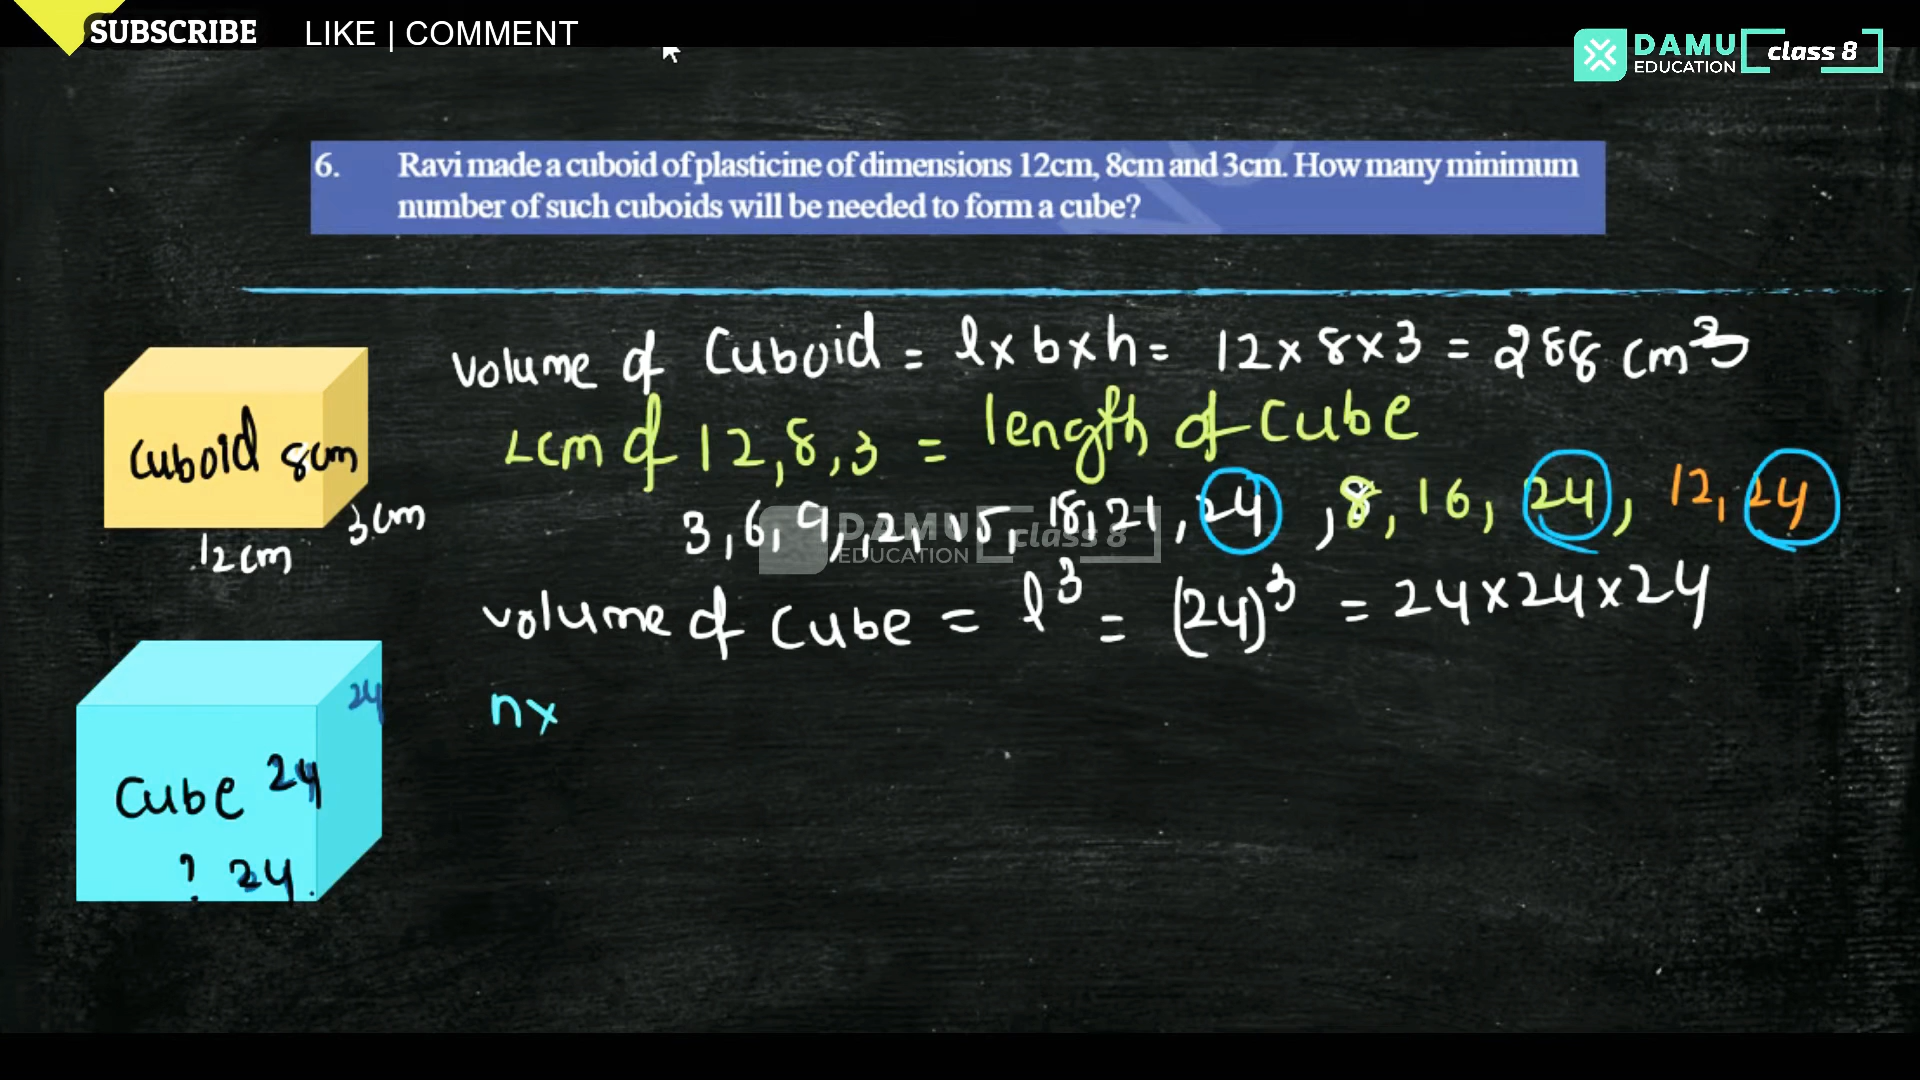 SUBSCRIBE LIKE | COMMENT
DAMU EDUCATION class 8
6. Ravi made a cuboid of plasticine of dimensions 12cm, 8cm and 3cm. How many minimum
number of such cuboids will be needed to form a cube?
Volume of Cuboid = l x b x h = 12 x 8 x 3 = 288 cm³
Lcm of 12, 8, 3 = length of Cube
Cuboid 8cm
3cm
12cm
3, 6, 9, 12, 15, 18, 21, 24, 8, 16, 24, 12, 24
DAMU EDUCATION class 8
Volume of Cube = l³ = (24)³ = 24 x 24 x 24
24
nx
Cube 24
? 24